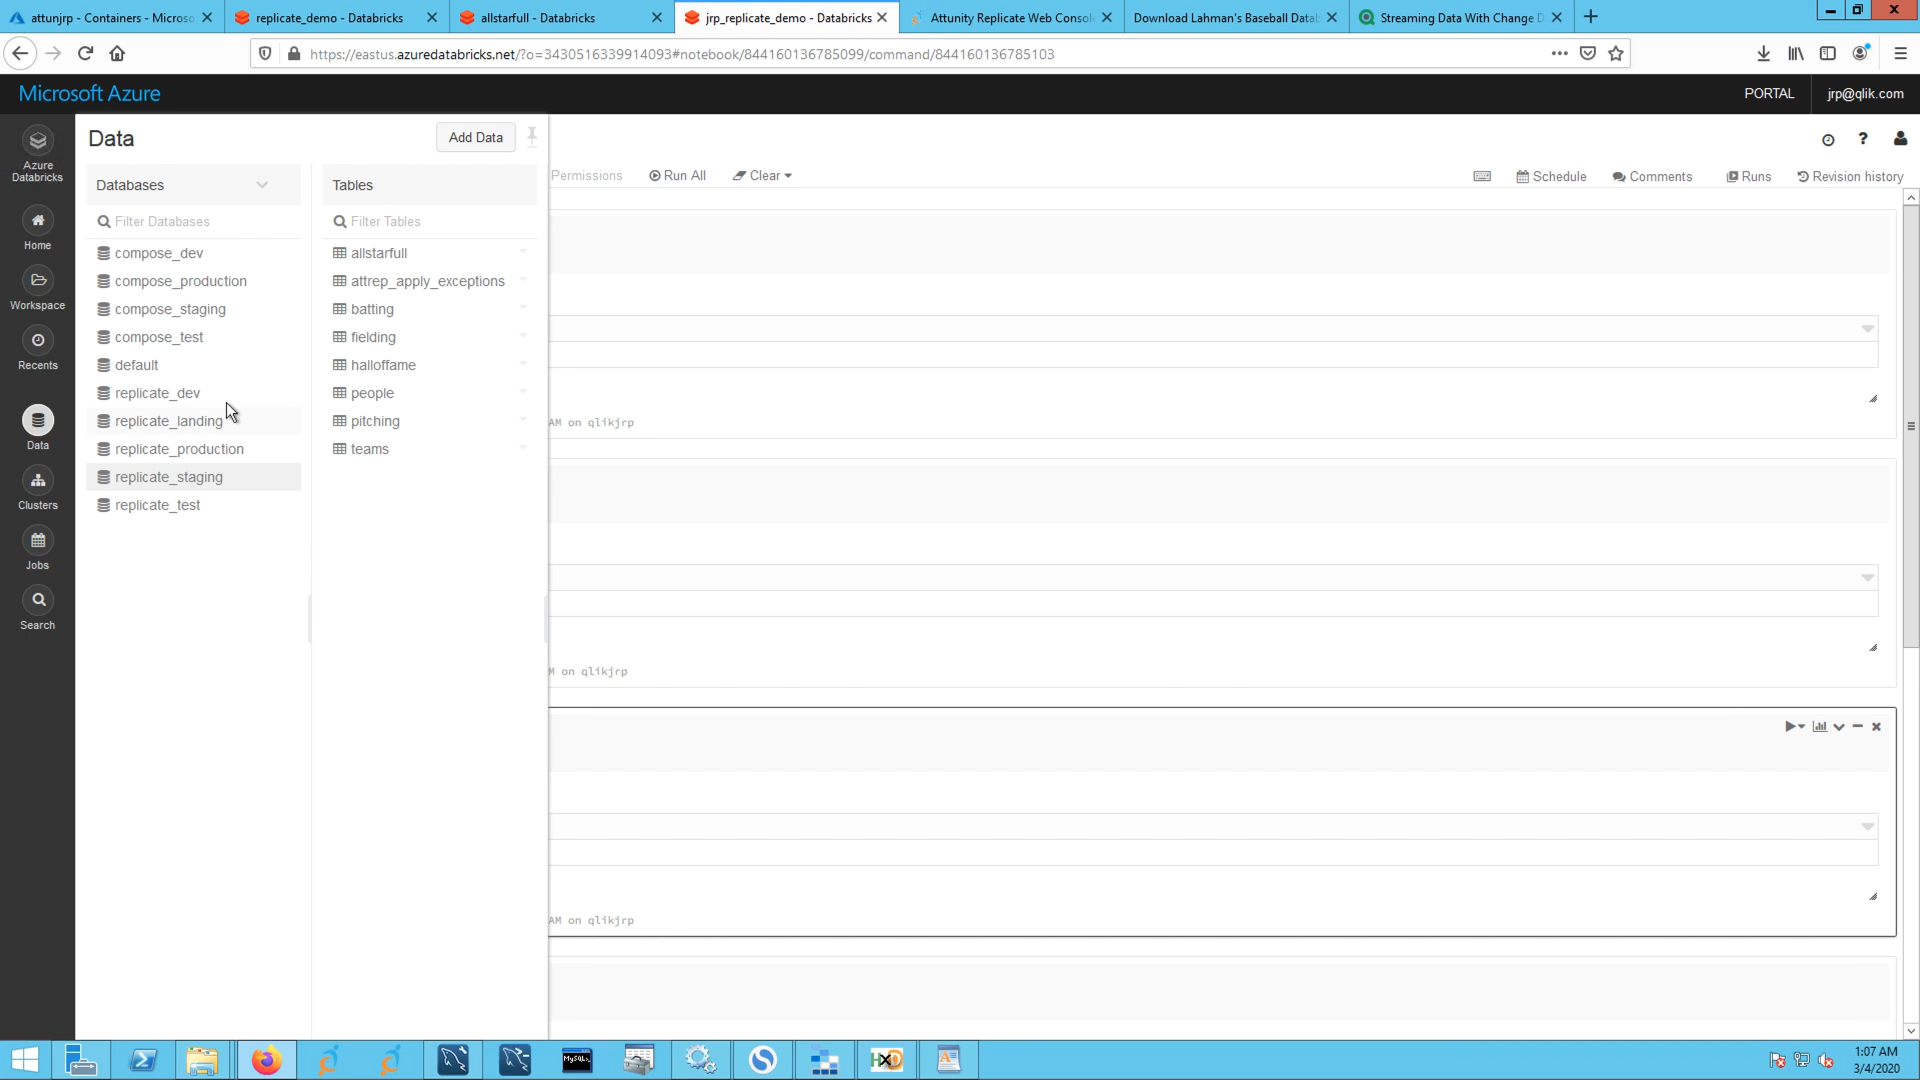 attunjrp - Containers - Microso
replicate_demo - Databricks
allstarfull - Databricks
jrp_replicate_demo - Databricks
Attunity Replicate Web Consol
Download Lahman's Baseball Datab
Streaming Data With Change D
https://eastus.azuredatabricks.net/?o=3430516339914093#notebook/844160136785099/command/844160136785103
Microsoft Azure
PORTAL
jrp@qlik.com
Azure
Databricks
Home
Workspace
Recents
Data
Clusters
Jobs
Search
Data
Add Data
Databases
Filter Databases
compose_dev
compose_production
compose_staging
compose_test
default
replicate_dev
replicate_landing
replicate_production
replicate_staging
replicate_test
Tables
Filter Tables
allstarfull
attrep_apply_exceptions
batting
fielding
halloffame
people
pitching
teams
Permissions
Run All
Clear
Schedule
Comments
Runs
Revision history
AM on qlikjrp
M on qlikjrp
AM on qlikjrp
MySQL
1:07 AM
3/4/2020